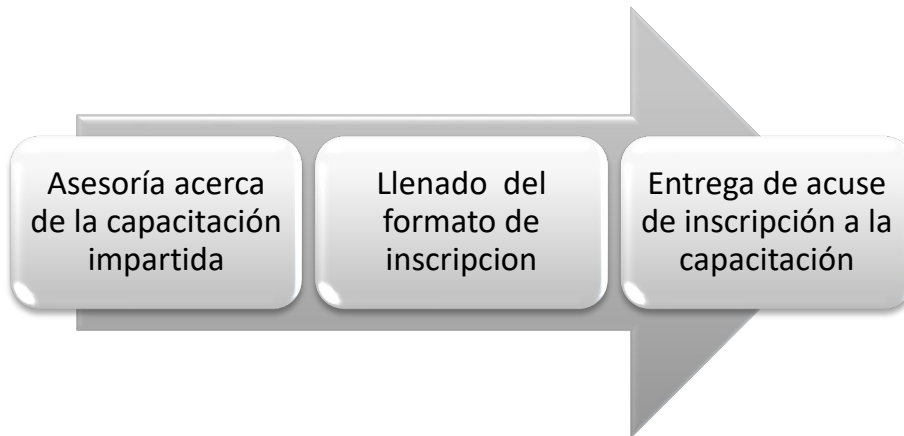 Asesoría acerca
de la capacitación
impartida
Llenado  del
formato de
inscripcion
Entrega de acuse
de inscripción a la
capacitación